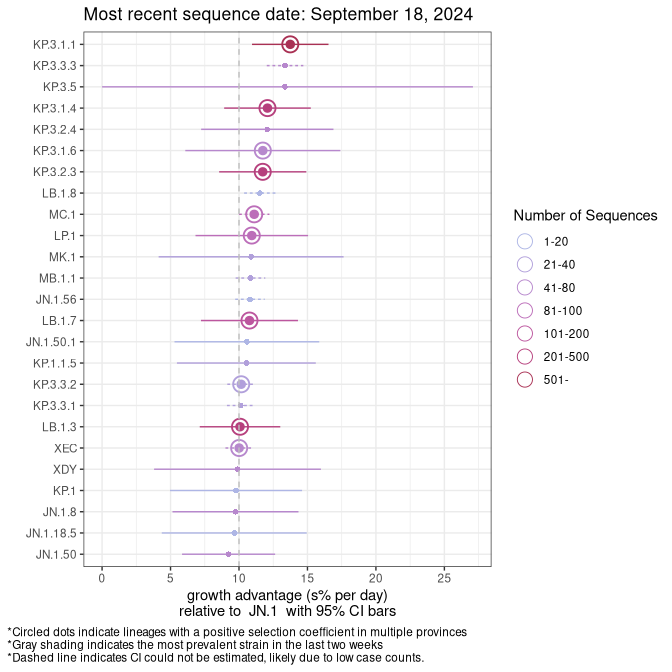 Most recent sequence date: September 18, 2024
KP.3.1.1
KP.3.3.3
KP.3.5
KP.3.1.4
KP.3.2.4
KP.3.1.6
KP.3.2.3
LB.1.8
MC.1
LP.1
MK.1
MB.1.1
JN.1.56
LB.1.7
JN.1.50.1
KP.1.1.5
KP.3.3.2
KP.3.3.1
LB.1.3
XEC
XDY
KP.1
JN.1.8
JN.1.18.5
JN.1.50
0 5 10 15 20 25
growth advantage (s% per day)
relative to JN.1 with 95% CI bars
Number of Sequences
1-20
21-40
41-80
81-100
101-200
201-500
501-
*Circled dots indicate lineages with a positive selection coefficient in multiple provinces
*Gray shading indicates the most prevalent strain in the last two weeks
*Dashed line indicates CI could not be estimated, likely due to low case counts.